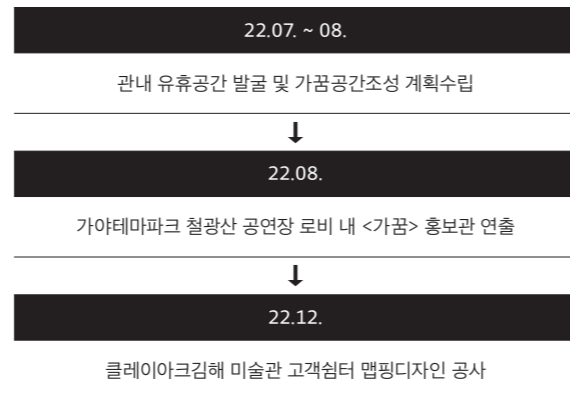 22.07. ~ 08.
관내 유휴공간 발굴 및 가꿈공간조성 계획수립
22.08.
가야테마파크 철광산 공연장 로비 내 <가꿈> 홍보관 연출
22.12.
클레이아크김해 미술관 고객쉼터 맵핑디자인 공사